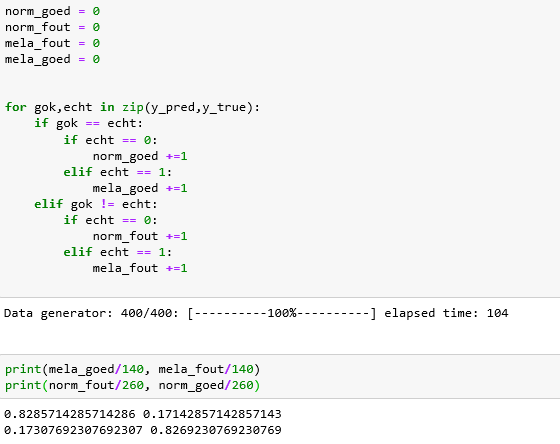 norm_goed = 0
norm_fout = 0
mela_fout = 0
mela_goed = 0
for gok,echt in zip(y_pred,y_true):
    if gok == echt:
        if echt == 0:
            norm_goed +=1
        elif echt == 1:
            mela_goed +=1
    elif gok != echt:
        if echt == 0:
            norm_fout +=1
        elif echt == 1:
            mela_fout +=1
Data generator: 400/400: [----------100%----------] elapsed time: 104
print(mela_goed/140, mela_fout/140)
print(norm_fout/260, norm_goed/260)
0.8285714285714286 0.17142857142857143
0.17307692307692307 0.8269230769230769